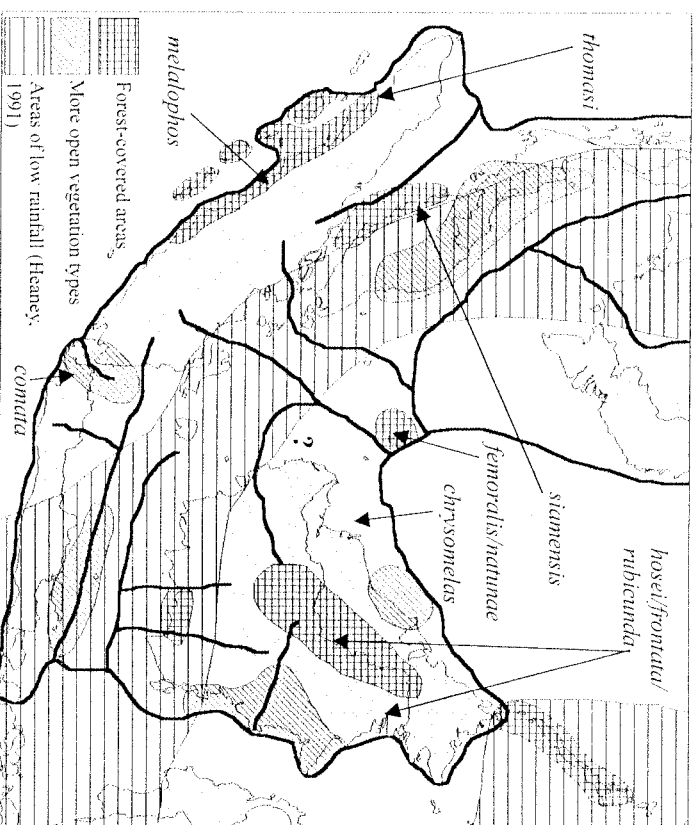 hosei/frontata/
rubicunda
thomasi
siamensis
femoralis/natunae
chrysomelas
?
melalophos
Forest-covered areas
More open vegetation types
Areas of low rainfall (Heaney,
1991)
comata